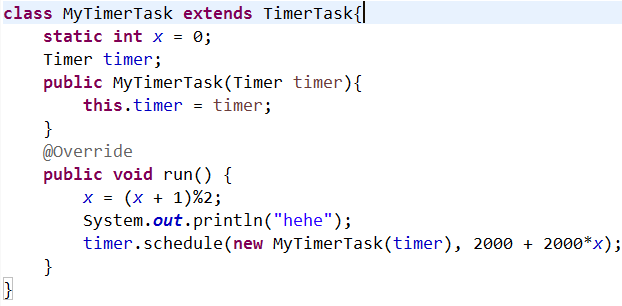 class MyTimerTask extends TimerTask{
    static int x = 0;
    Timer timer;
    public MyTimerTask(Timer timer){
        this.timer = timer;
    }
    @Override
    public void run() {
        x = (x + 1)%2;
        System.out.println("hehe");
        timer.schedule(new MyTimerTask(timer), 2000 + 2000*x);
    }
}